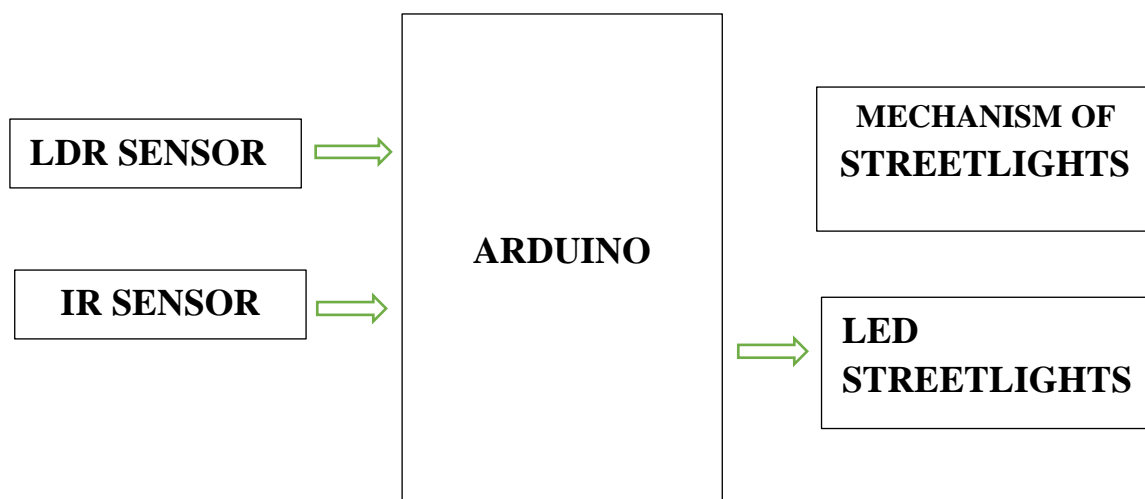 LDR SENSOR
IR SENSOR
ARDUINO
MECHANISM OF
STREETLIGHTS
LED
STREETLIGHTS